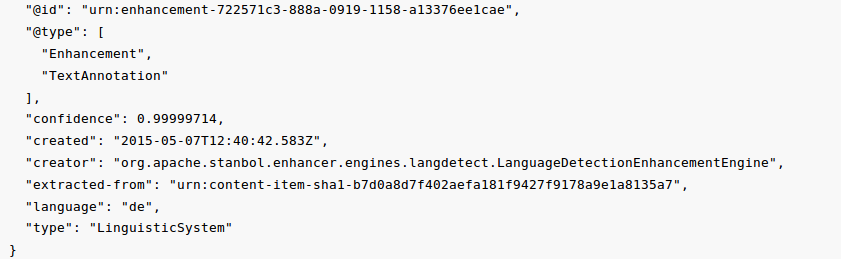 "@id": "urn:enhancement-722571c3-888a-0919-1158-a13376ee1cae",
"@type": [
"Enhancement",
"TextAnnotation"
],
"confidence": 0.99999714,
"created": "2015-05-07T12:40:42.583Z",
"creator": "org.apache.stanbol.enhancer.engines.langdetect.LanguageDetectionEnhancementEngine",
"extracted-from": "urn:content-item-sha1-b7d0a8d7f402aefa181f9427f9178a9e1a8135a7",
"language": "de",
"type": "LinguisticSystem"
}